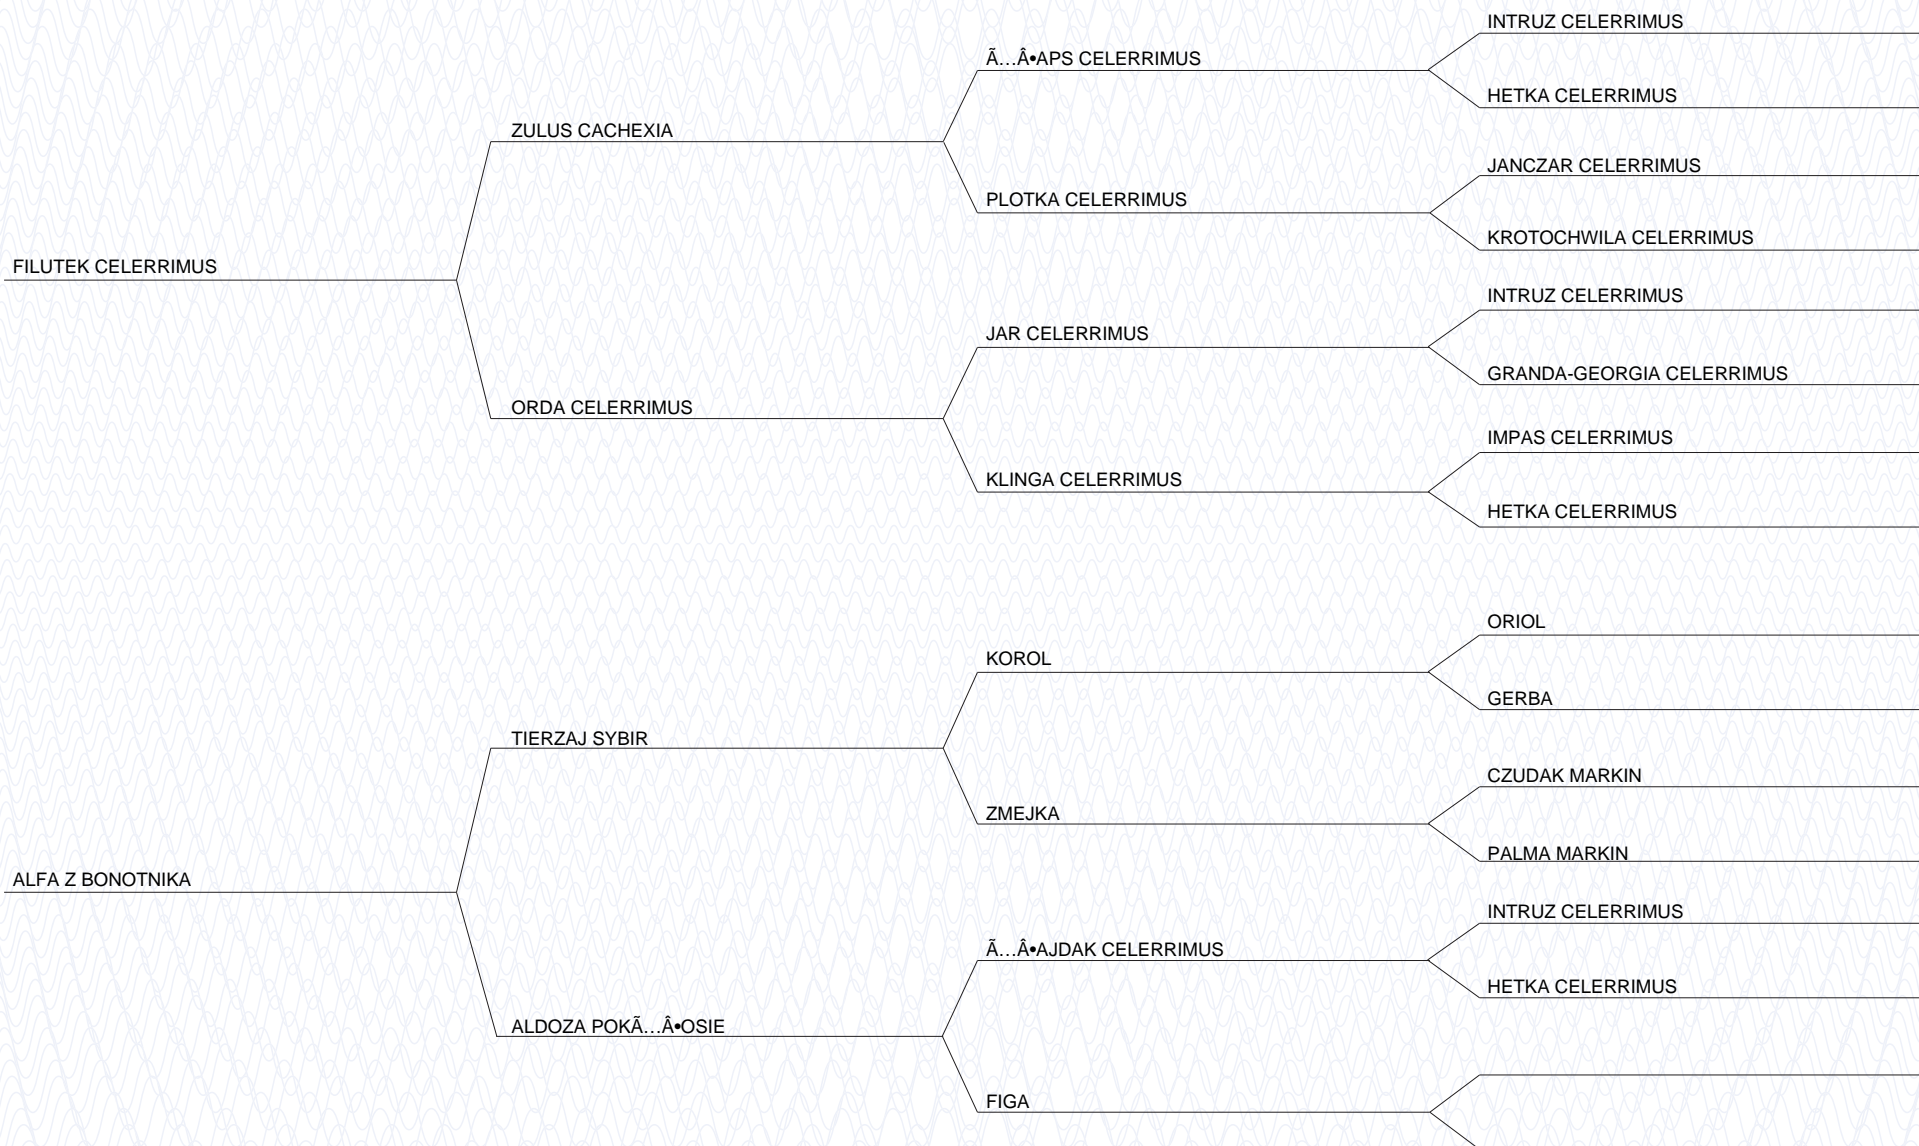 INTRUZ CELERRIMUS
Ã…Â•APS CELERRIMUS
HETKA CELERRIMUS
ZULUS CACHEXIA
JANCZAR CELERRIMUS
PLOTKA CELERRIMUS
KROTOCHWILA CELERRIMUS
FILUTEK CELERRIMUS
INTRUZ CELERRIMUS
JAR CELERRIMUS
GRANDA-GEORGIA CELERRIMUS
ORDA CELERRIMUS
IMPAS CELERRIMUS
KLINGA CELERRIMUS
HETKA CELERRIMUS
ORIOL
KOROL
GERBA
TIERZAJ SYBIR
CZUDAK MARKIN
ZMEJKA
PALMA MARKIN
ALFA Z BONOTNIKA
INTRUZ CELERRIMUS
Ã…Â•AJDAK CELERRIMUS
HETKA CELERRIMUS
ALDOZA POKÃ…Â•OSIE
FIGA